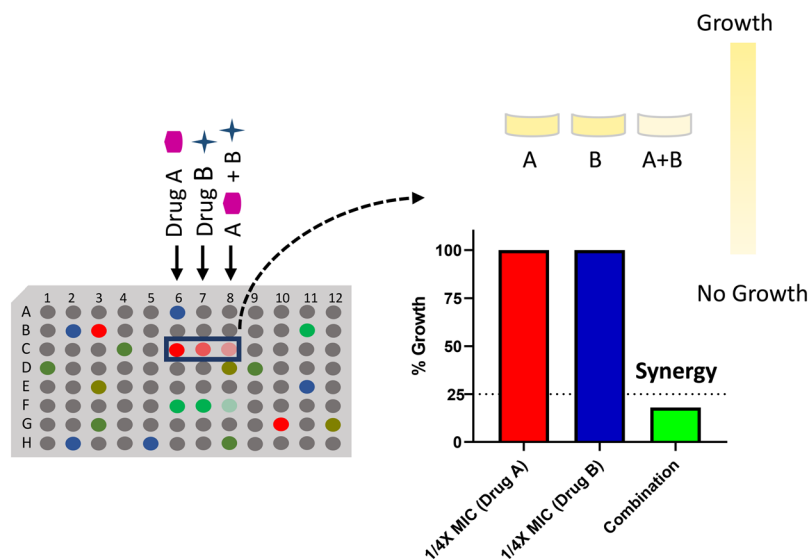 Growth
No Growth
A
B
A+B
Drug A
Drug B
A + B
1 2 3 4 5 6 7 8 9 10 11 12
A
B
C
D
E
F
G
H
% Growth
100
75
50
25
0
Synergy
1/4X MIC (Drug A)
1/4X MIC (Drug B)
Combination